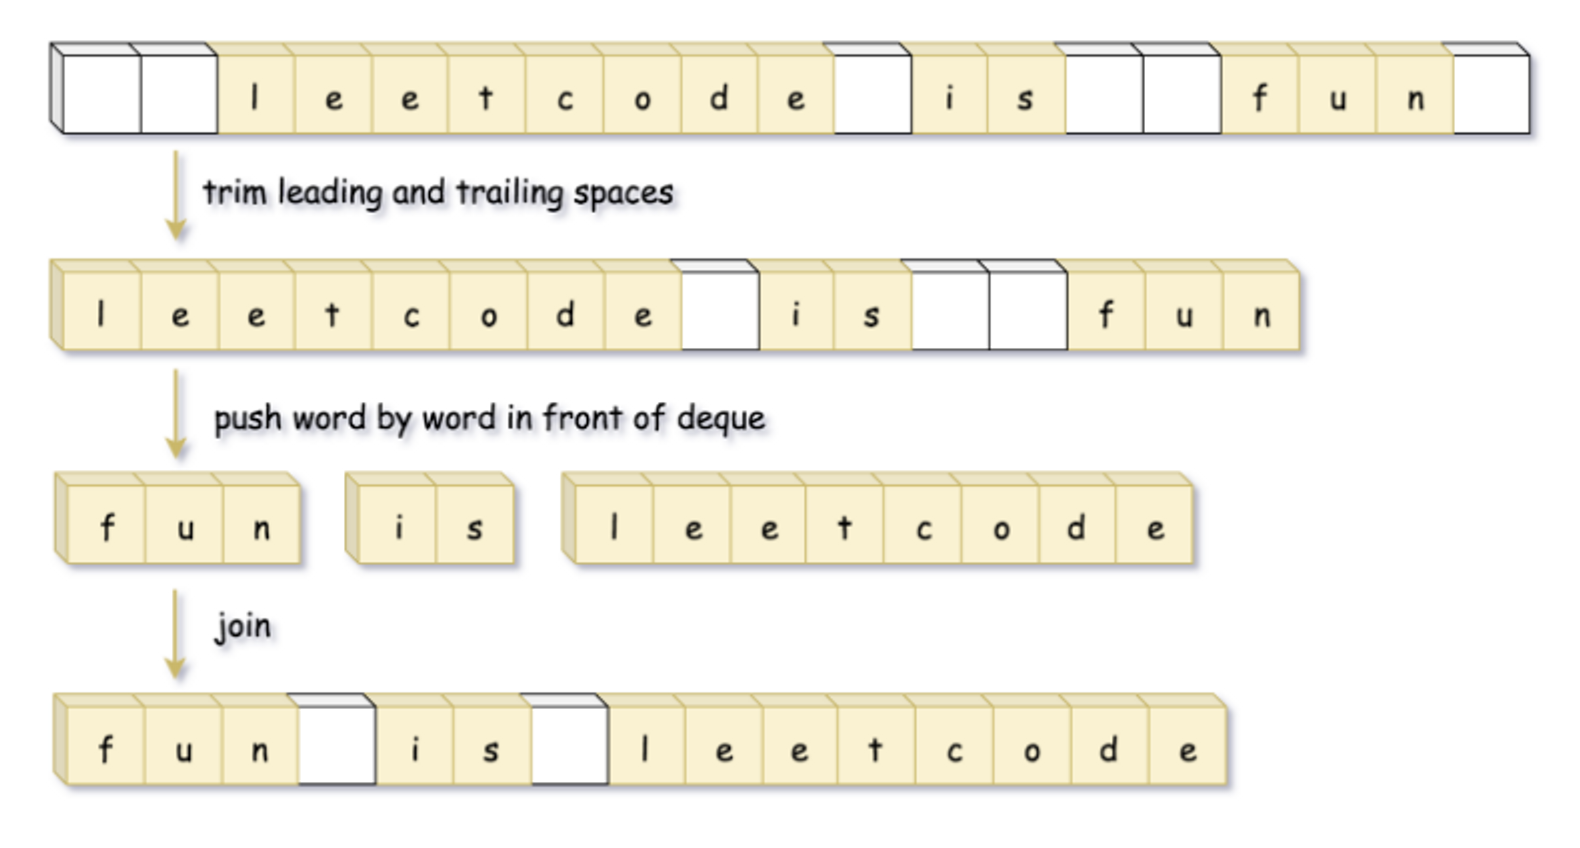 l e e t c o d e i s f u n
trim leading and trailing spaces
l e e t c o d e i s f u n
push word by word in front of deque
f u n i s l e e t c o d e
join
f u n i s l e e t c o d e